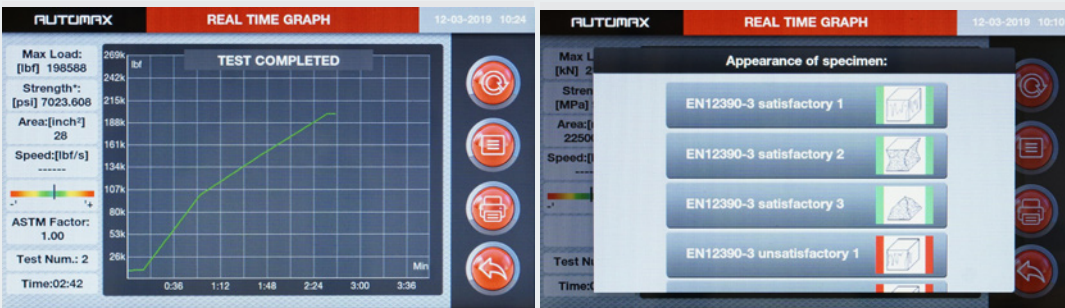 AUTOMAX
REAL TIME GRAPH
12-03-2019 10:24
Max Load:
[lbf] 198588
Strength*:
[psi] 7023.608
Area:[inch²]
28
Speed:[lbf/s]
------
-' '+
ASTM Factor:
1.00
Test Num.: 2
Time:02:42
TEST COMPLETED
lbf
269k
242k
215k
188k
161k
134k
107k
80k
53k
26k
Min
0:36 1:12 1:48 2:24 3:00 3:36
AUTOMAX
REAL TIME GRAPH
12-03-2019 10:10
Max L
[kN] 2
Stren
[MPa]
Area:[
2250
Speed:[
Test Nu
Time:
Appearance of specimen:
EN12390-3 satisfactory 1
EN12390-3 satisfactory 2
EN12390-3 satisfactory 3
EN12390-3 unsatisfactory 1